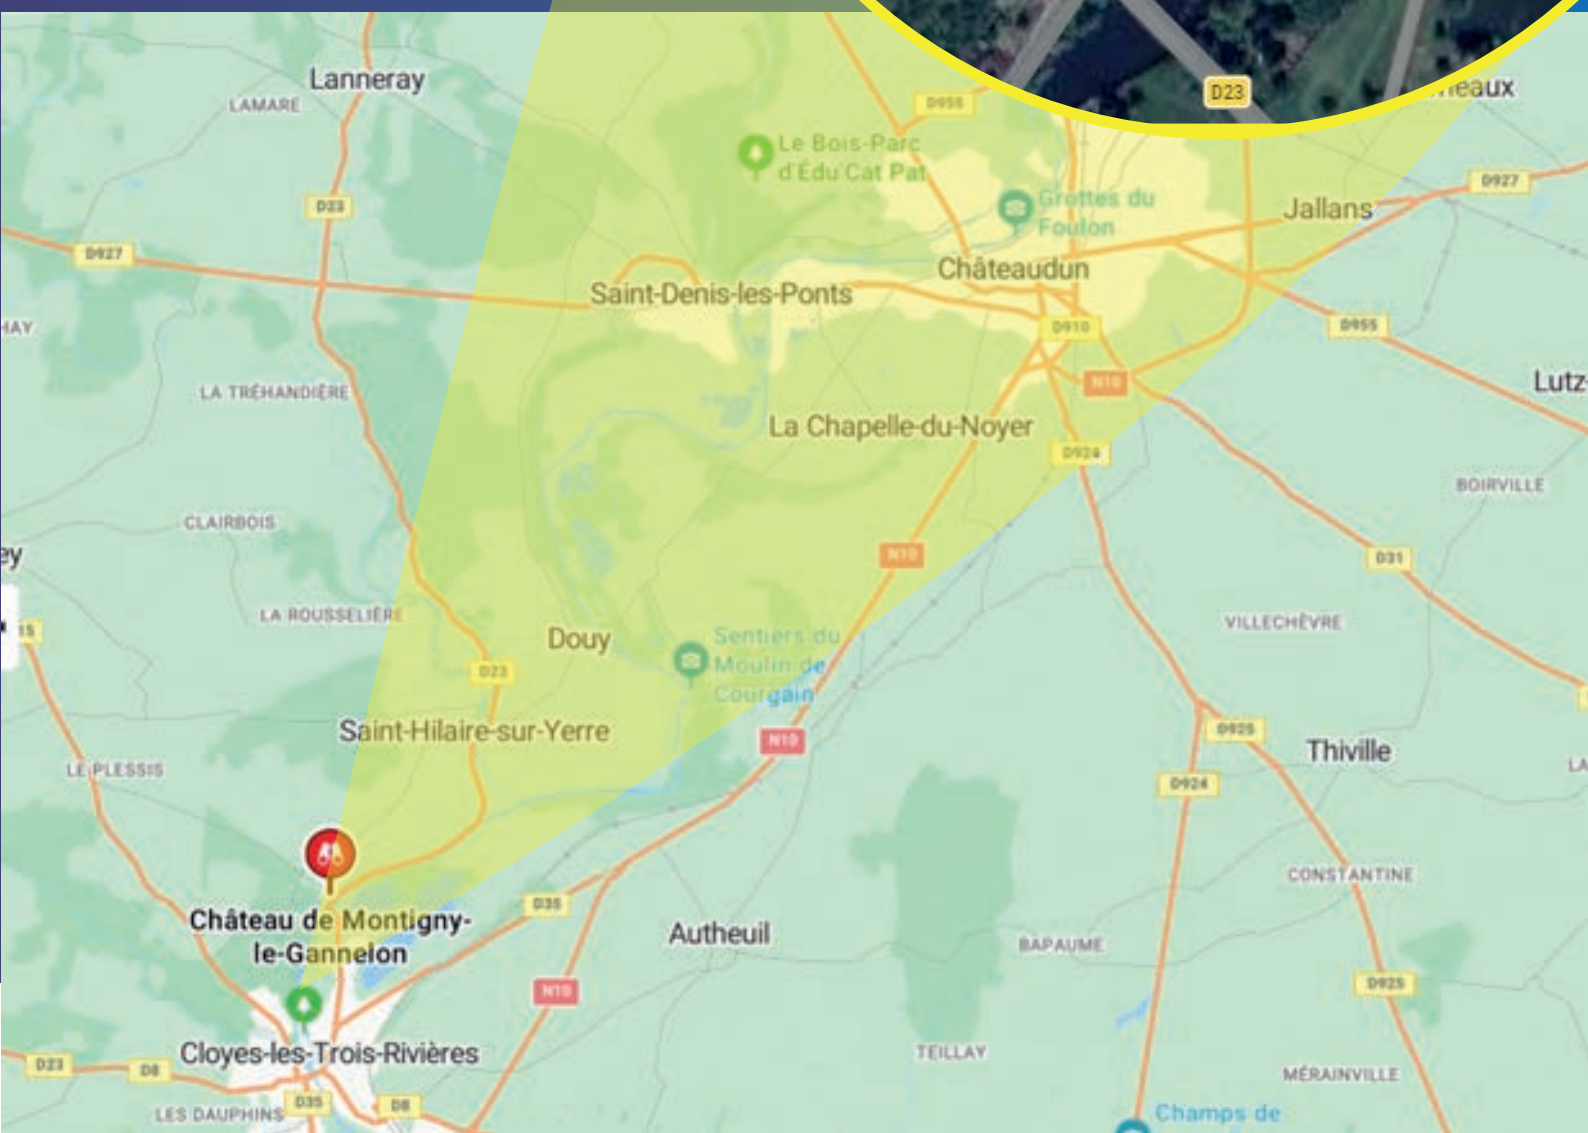 D23
Lanneray
LAMARE
D955
Le Bois-Parc
d'Édu'Cat Pat
D23
D927
Grottes du
Foulon
Jallans
D927
Châteaudun
Saint-Denis-les-Ponts
D910
D955
LA TRÉHANDIÈRE
N10
Lutz-
La Chapelle-du-Noyer
D924
BOIRVILLE
CLAIRBOIS
N10
D31
LA ROUSSELIÈRE
VILLECHÈVRE
15
Douy
Sentiers du
Moulin de
Courgain
D23
Saint-Hilaire-sur-Yerre
N10
D925
Thiville
LE PLESSIS
D924
CONSTANTINE
D35
Château de Montigny-
le-Gannelon
Autheuil
BAPAUME
N10
D925
Cloyes-les-Trois-Rivières
TEILLAY
D23
D8
MÉRAINVILLE
D35
D8
LES DAUPHINS
Champs de